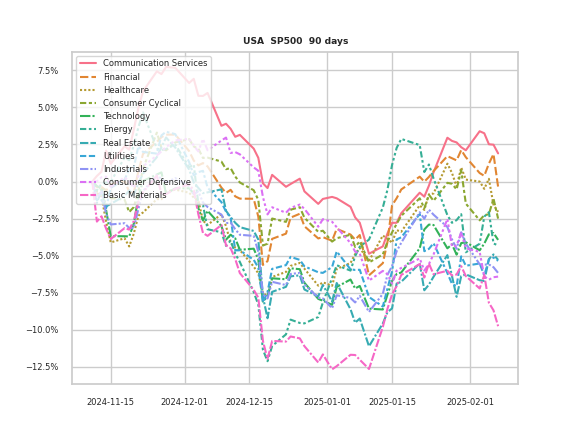 USA  SP500  90 days
7.5%
5.0%
2.5%
0.0%
−2.5%
−5.0%
−7.5%
−10.0%
−12.5%
Communication Services
Financial
Healthcare
Consumer Cyclical
Technology
Energy
Real Estate
Utilities
Industrials
Consumer Defensive
Basic Materials
2024-11-15
2024-12-01
2024-12-15
2025-01-01
2025-01-15
2025-02-01